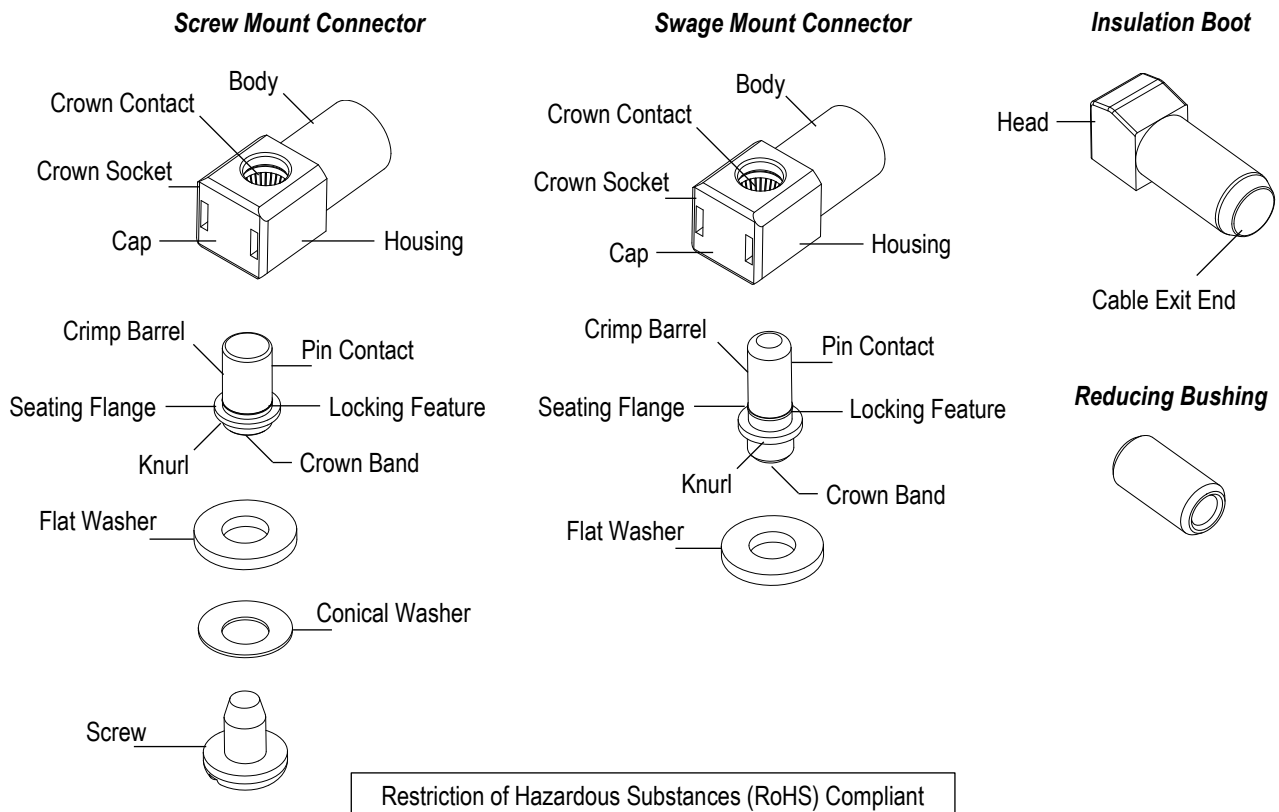 Screw Mount Connector
Body
Crown Contact
Crown Socket
Cap
Housing
Crimp Barrel
Pin Contact
Seating Flange
Locking Feature
Knurl
Crown Band
Flat Washer
Conical Washer
Screw
Swage Mount Connector
Body
Crown Contact
Crown Socket
Cap
Housing
Crimp Barrel
Pin Contact
Seating Flange
Locking Feature
Knurl
Crown Band
Flat Washer
Insulation Boot
Head
Cable Exit End
Reducing Bushing
Restriction of Hazardous Substances (RoHS) Compliant